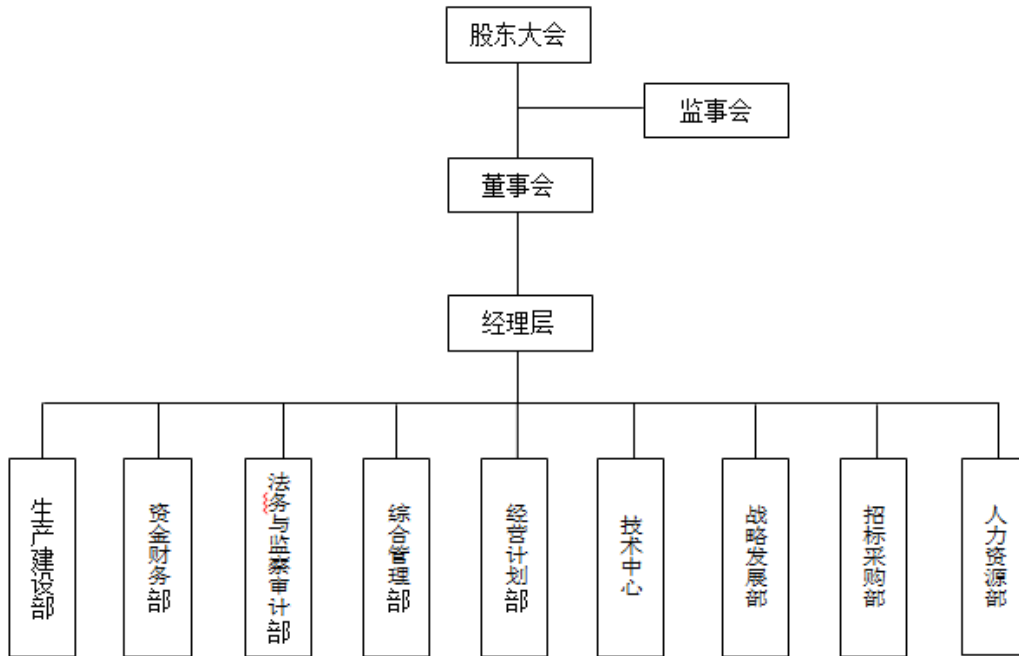 股东大会
监事会
董事会
经理层
生产建设部
资金财务部
法务与监察审计部
综合管理部
经营计划部
技术中心
战略发展部
招标采购部
人力资源部